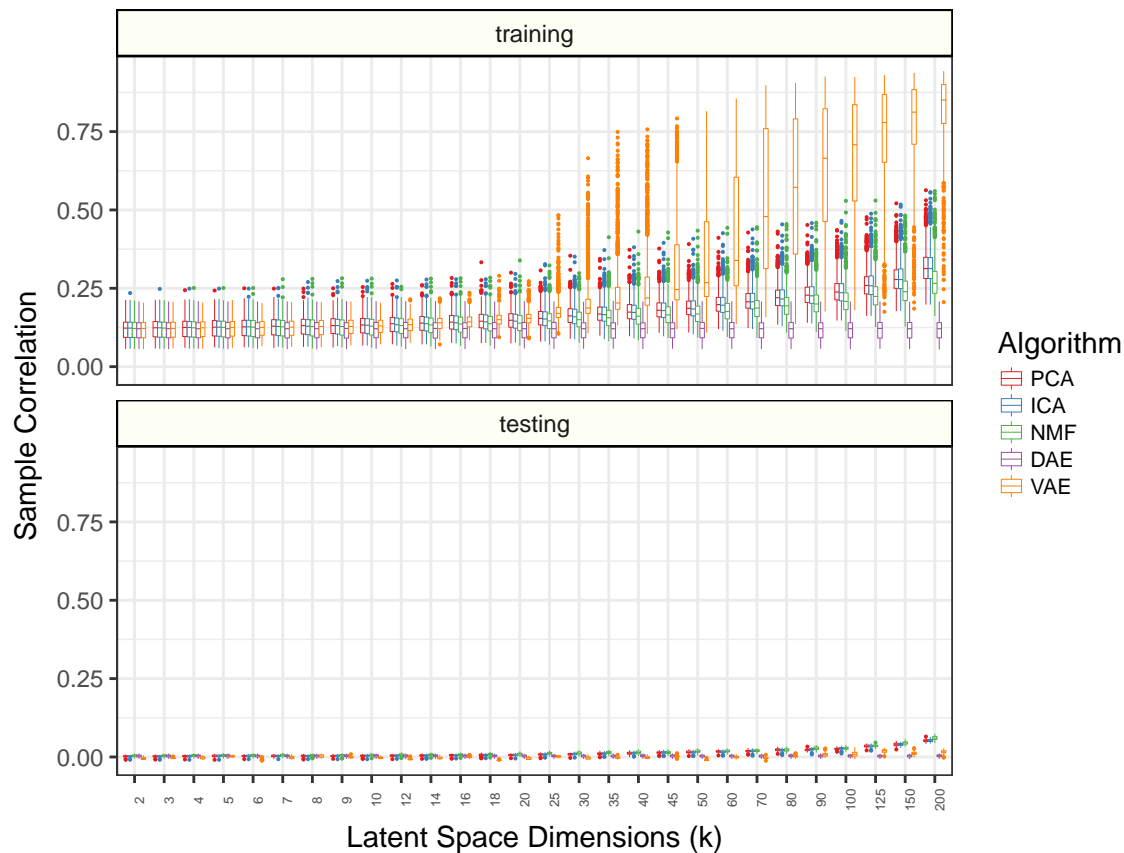 training
0.75
0.50
0.25
0.00
testing
0.75
0.50
0.25
0.00
Sample Correlation
2 3 4 5 6 7 8 9 10 12 14 16 18 20 25 30 35 40 45 50 60 70 80 90 100 125 150 200
Latent Space Dimensions (k)
Algorithm
PCA
ICA
NMF
DAE
VAE